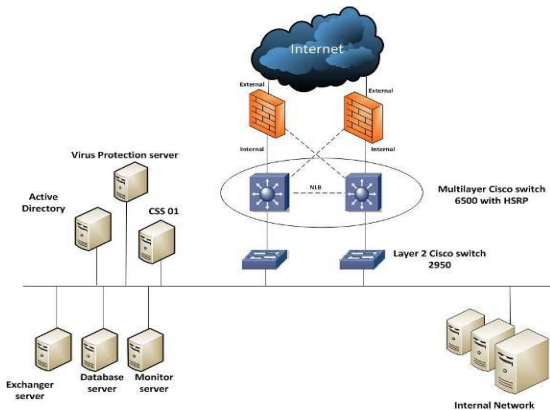 Internet
External
External
Internal
Internal
NLB
Multilayer Cisco switch
6500 with HSRP
Virus Protection server
Active
Directory
CSS 01
Layer 2 Cisco switch
2950
Exchanger
server
Database
server
Monitor
server
Internal Network